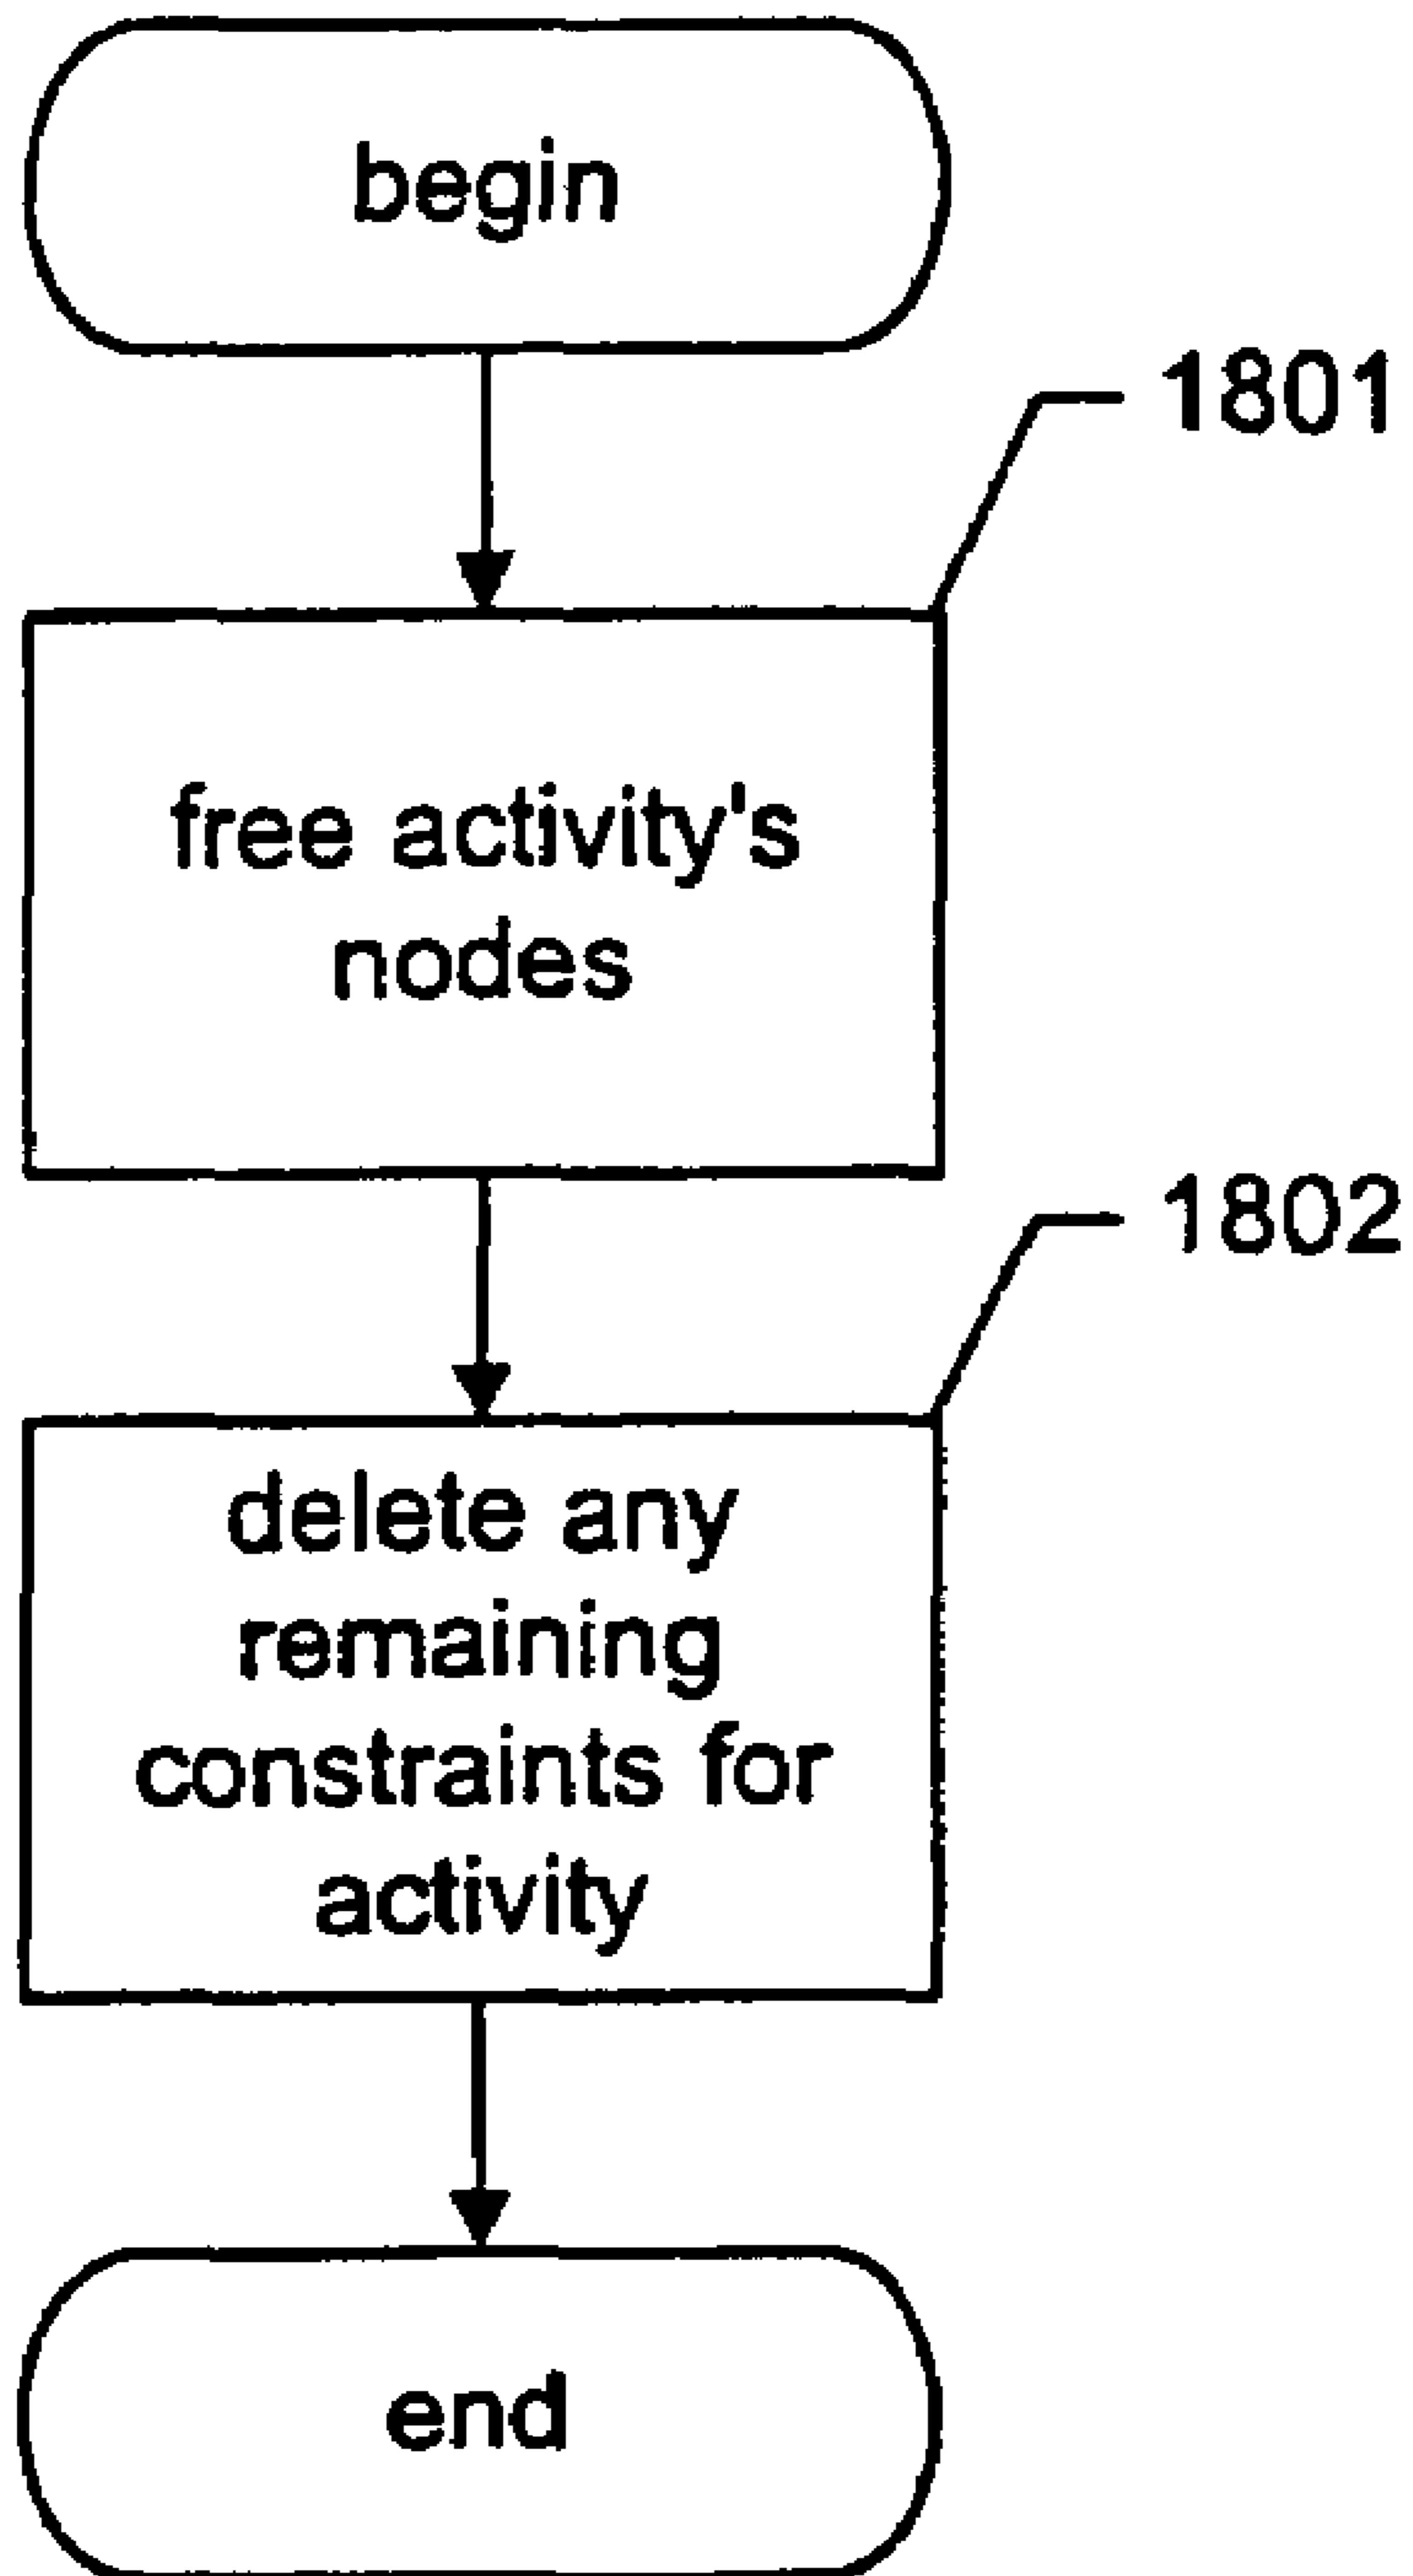 begin
1801
free activity's
nodes
1802
delete any
remaining
constraints for
activity
end